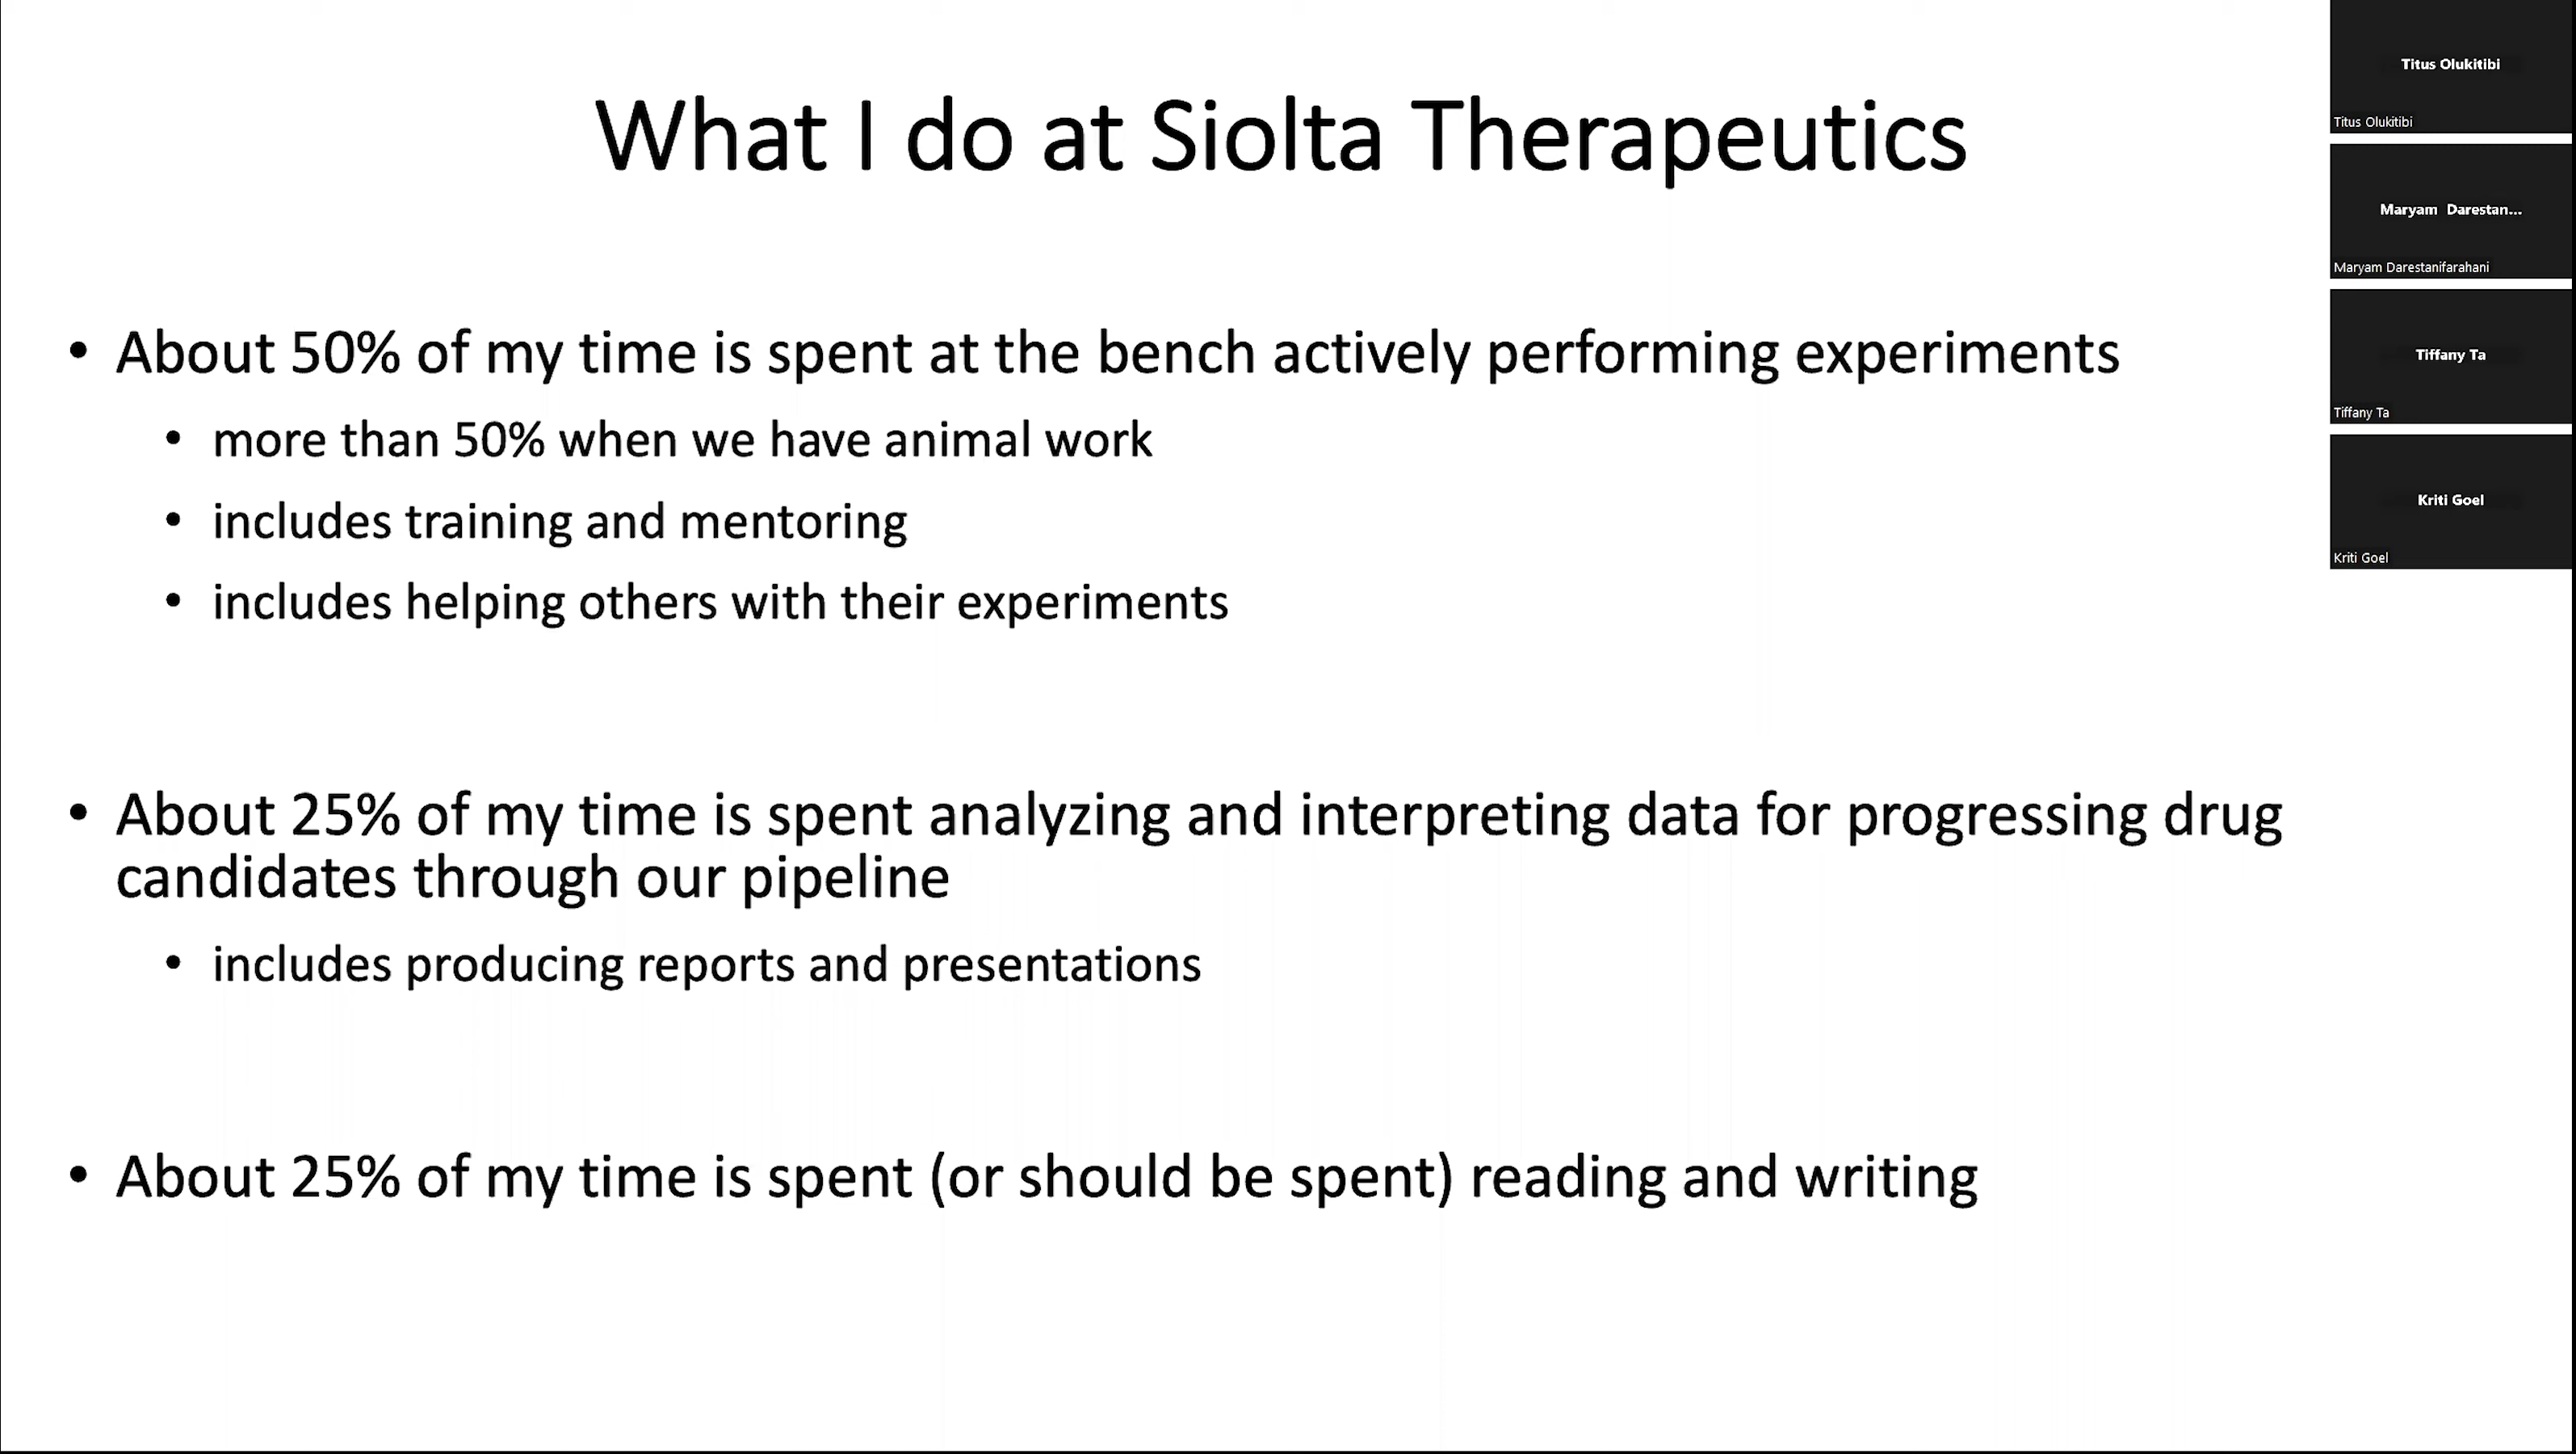 What I do at Siolta Therapeutics
• About 50% of my time is spent at the bench actively performing experiments
• more than 50% when we have animal work
• includes training and mentoring
• includes helping others with their experiments
• About 25% of my time is spent analyzing and interpreting data for progressing drug
candidates through our pipeline
• includes producing reports and presentations
• About 25% of my time is spent (or should be spent) reading and writing
Titus Olukitibi
Titus Olukitibi
Maryam Darestan...
Maryam Darestanifarahani
Tiffany Ta
Tiffany Ta
Kriti Goel
Kriti Goel